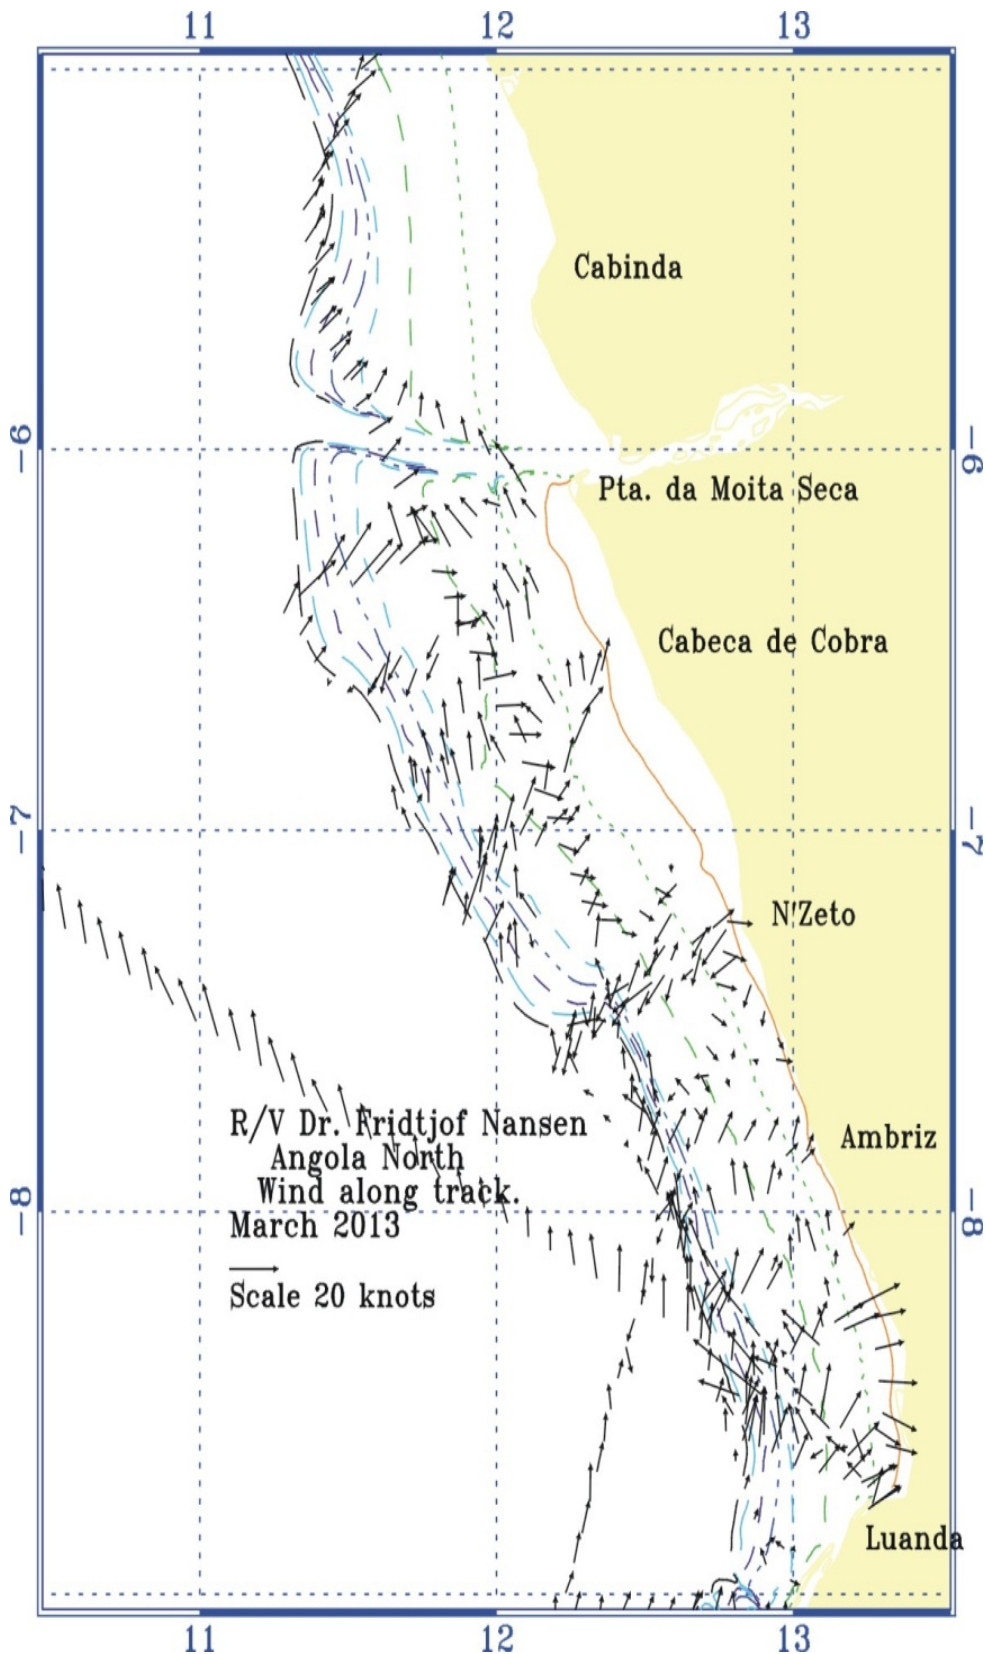 11 12 13
Cabinda
-6 -6
Pta. da Moita Seca
Cabeca de Cobra
-7 -7
N'Zeto
R/V Dr. Fridtjof Nansen
Angola North
Wind along track.
March 2013
Ambriz
-8 -8
Scale 20 knots
Luanda
11 12 13